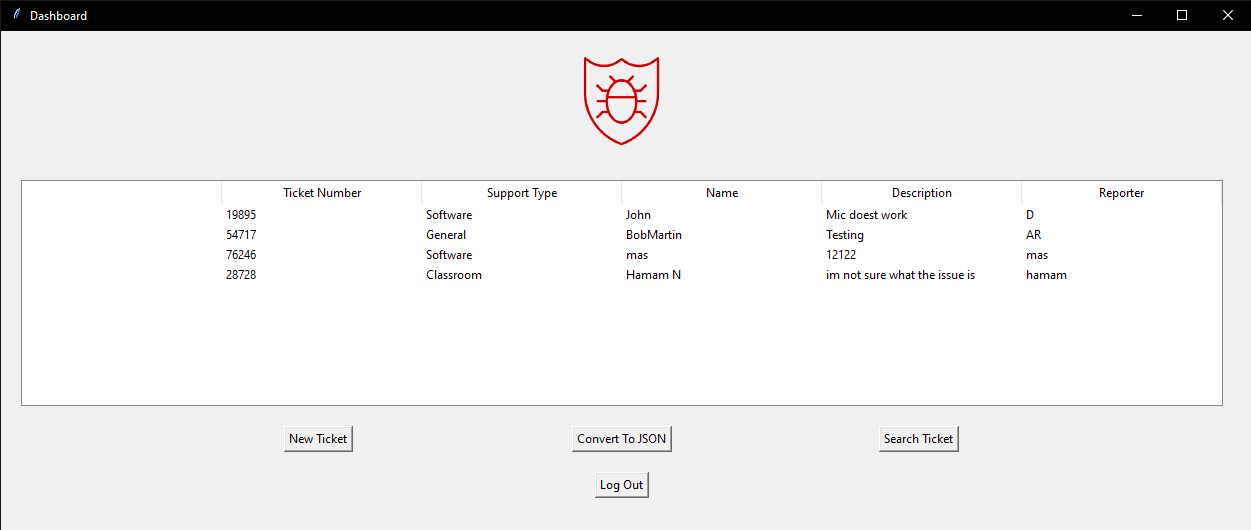 Dashboard
Ticket Number Support Type Name Description Reporter
19895 Software John Mic doest work D
54717 General BobMartin Testing AR
76246 Software mas 12122 mas
28728 Classroom Hamam N im not sure what the issue is hamam
New Ticket Convert To JSON Search Ticket
Log Out